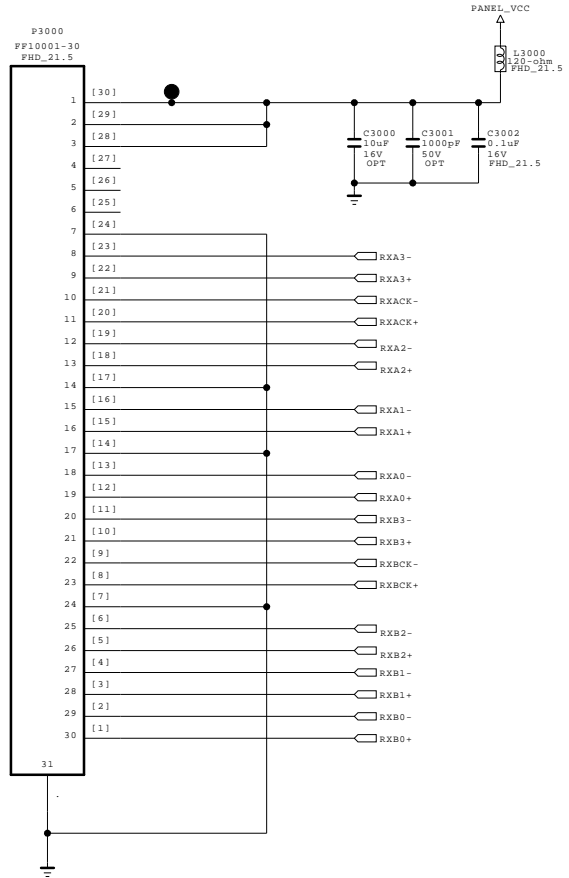 PANEL_VCC
P3000
FF10001-30
FHD_21.5
L3000
120-ohm
FHD_21.5
1 [30]
2 [29]
3 [28]
4 [27]
5 [26]
6 [25]
7 [24]
8 [23] RXA3-
9 [22] RXA3+
10 [21] RXACK-
11 [20] RXACK+
12 [19] RXA2-
13 [18] RXA2+
14 [17]
15 [16] RXA1-
16 [15] RXA1+
17 [14]
18 [13] RXA0-
19 [12] RXA0+
20 [11] RXB3-
21 [10] RXB3+
22 [9] RXBCK-
23 [8] RXBCK+
24 [7]
25 [6] RXB2-
26 [5] RXB2+
27 [4] RXB1-
28 [3] RXB1+
29 [2] RXB0-
30 [1] RXB0+
31
C3000
10uF
16V
OPT
C3001
1000pF
50V
OPT
C3002
0.1uF
16V
FHD_21.5